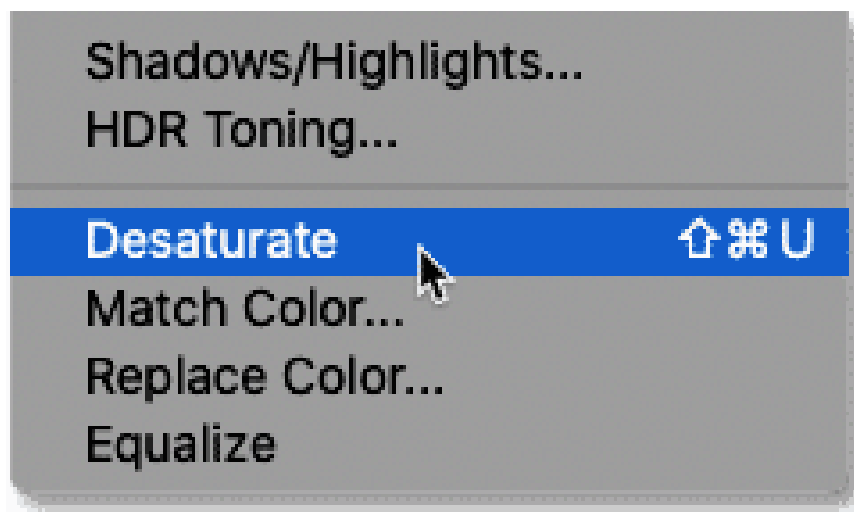 Shadows/Highlights...
HDR Toning...
Desaturate ⇧⌘U
Match Color...
Replace Color...
Equalize